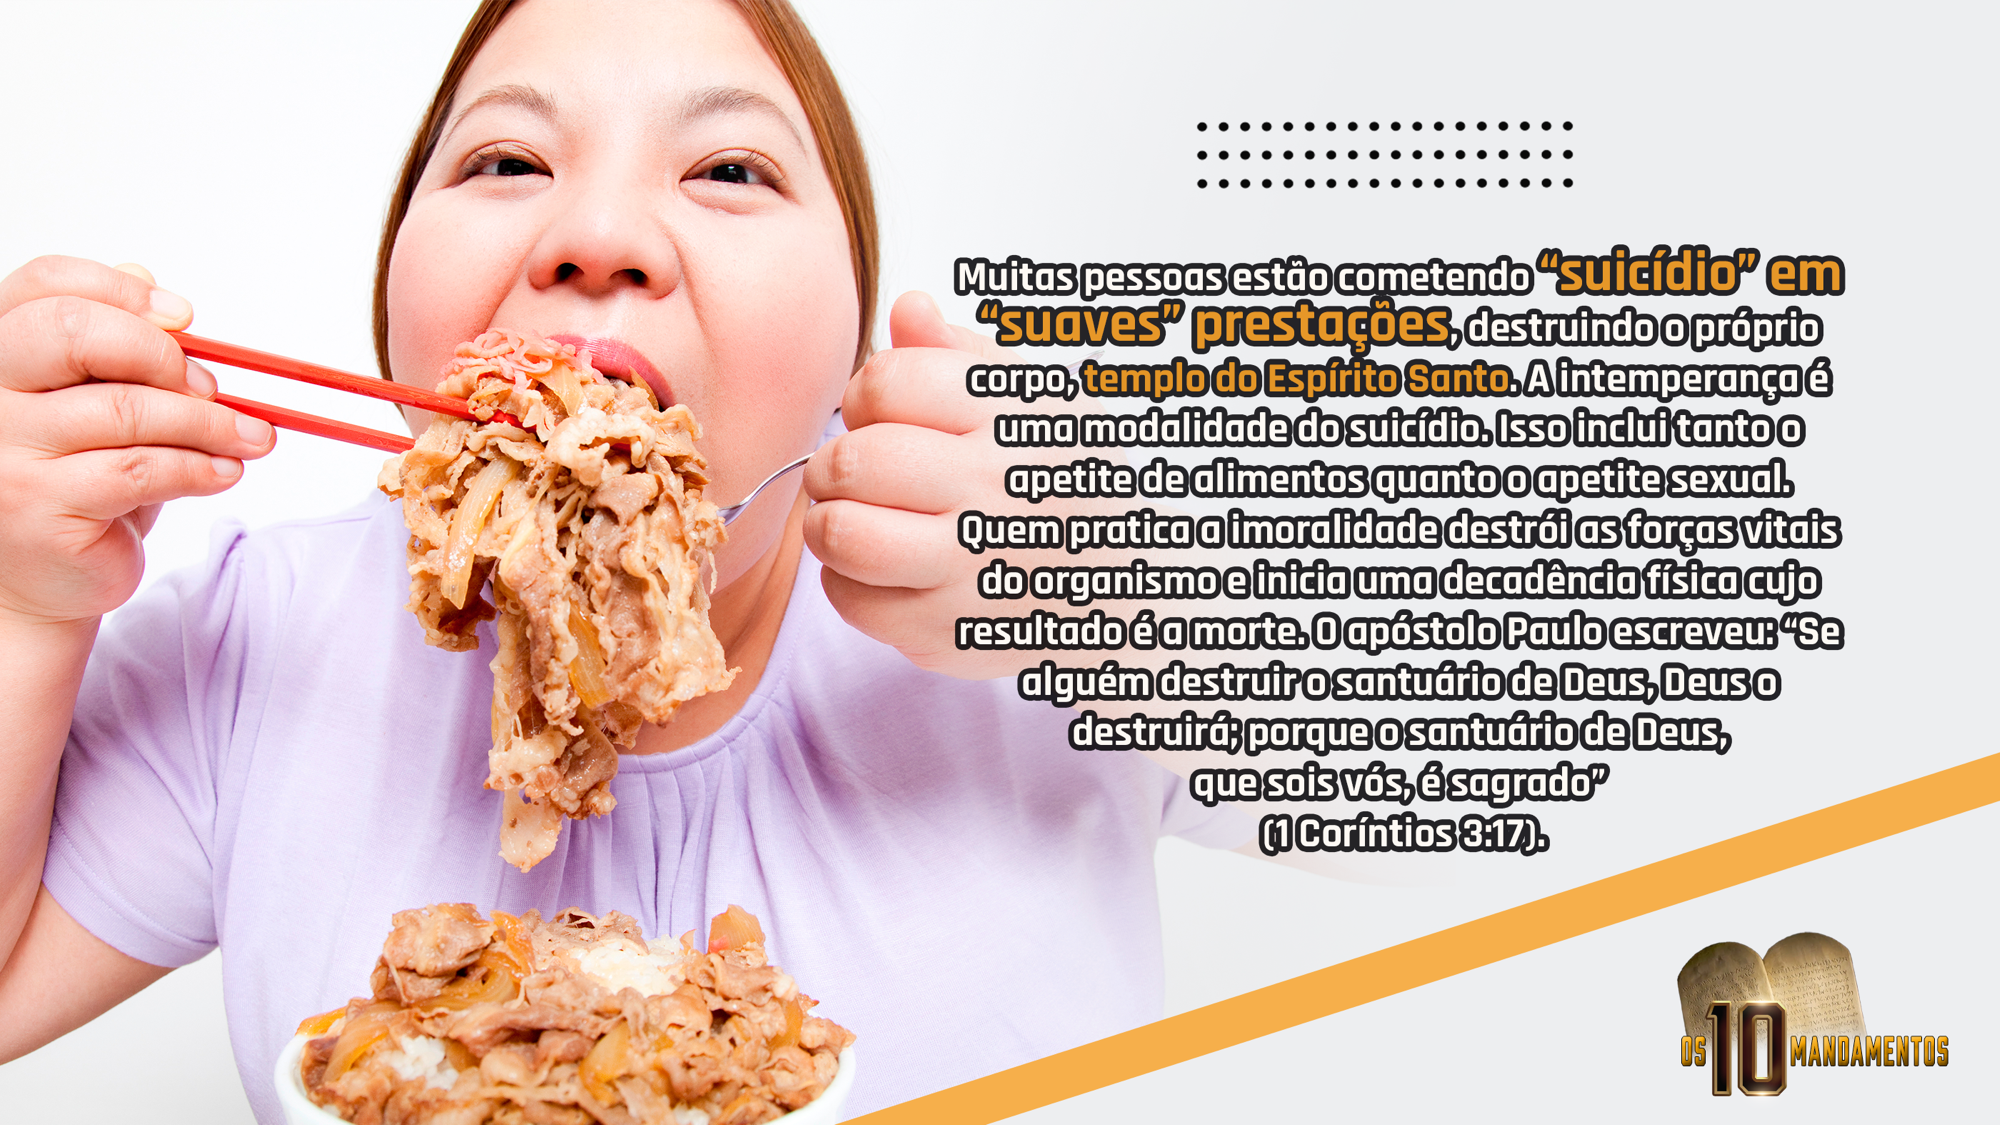 Muitas pessoas estão cometendo “suicídio” em
“suaves” prestações, destruindo o próprio
corpo, templo do Espírito Santo. A intemperança é
uma modalidade do suicídio. Isso inclui tanto o
apetite de alimentos quanto o apetite sexual.
Quem pratica a imoralidade destrói as forças vitais
do organismo e inicia uma decadência física cujo
resultado é a morte. O apóstolo Paulo escreveu: “Se
alguém destruir o santuário de Deus, Deus o
destruirá; porque o santuário de Deus,
que sois vós, é sagrado”
(1 Coríntios 3:17).
OS 10 MANDAMENTOS